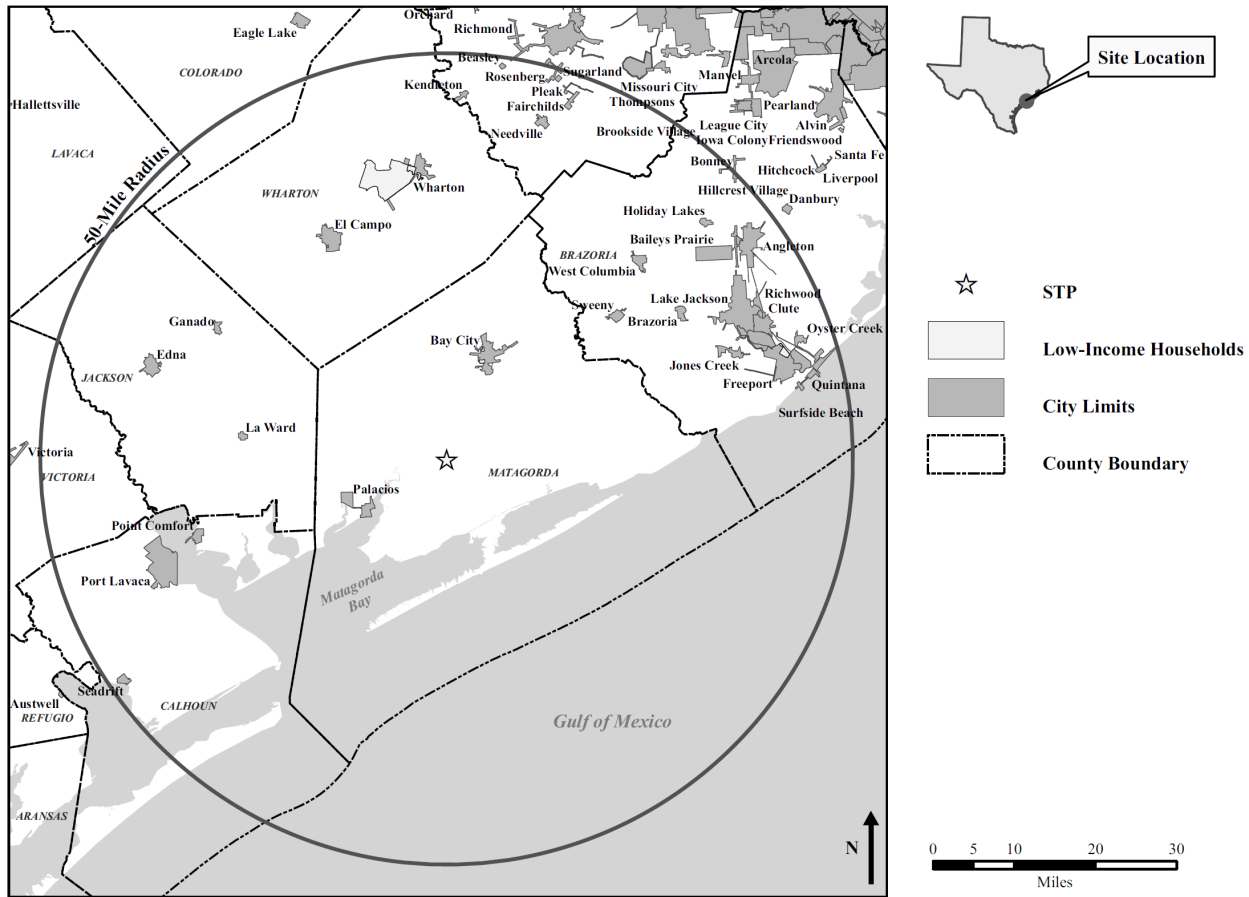 Orchard
Eagle Lake
Richmond
COLORADO
Beasley
Rosenberg
Sugarland
Arcola
Manvel
Missouri City
Kendleton
Pleak
Thompsons
Fairchilds
Pearland
Hallettsville
Needville
Brookside Village
League City
Alvin
Iowa Colony
Friendswood
LAVACA
Santa Fe
Bonney
Hitchcock
Liverpool
50-Mile Radius
WHARTON
Wharton
Hillcrest Village
Danbury
Holiday Lakes
El Campo
Baileys Prairie
Angleton
BRAZORIA
West Columbia
Richwood
Lake Jackson
Clute
Sweeny
Brazoria
Ganado
Oyster Creek
Bay City
Edna
Jones Creek
JACKSON
Freeport
Quintana
Surfside Beach
La Ward
Victoria
VICTORIA
MATAGORDA
Palacios
Point Comfort
Port Lavaca
Matagorda
Bay
Seadrift
Austwell
REFUGIO
CALHOUN
Gulf of Mexico
ARANSAS
N
Site Location
STP
Low-Income Households
City Limits
County Boundary
0 5 10 20 30
Miles